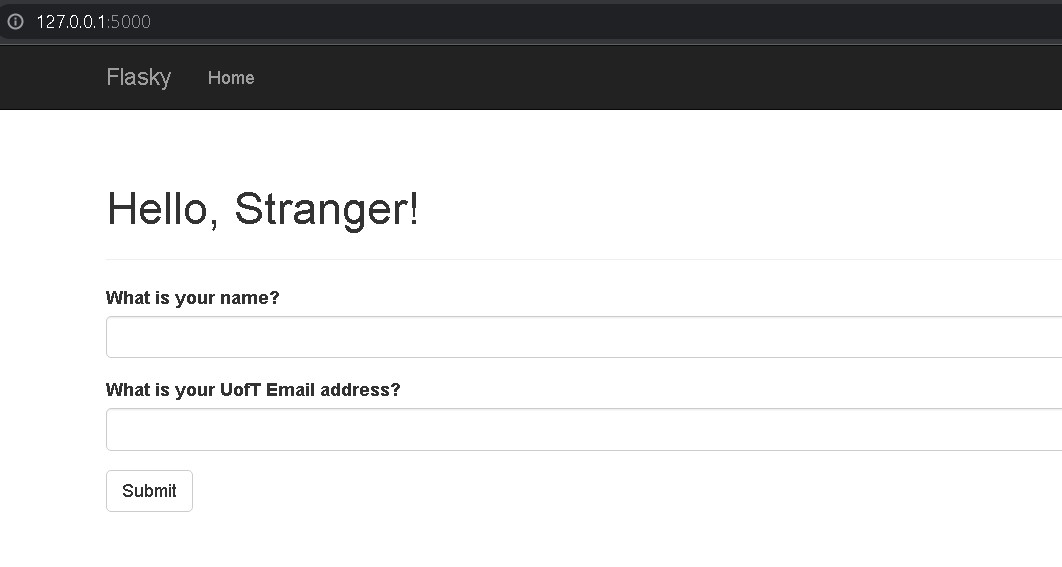 127.0.0.1:5000
Flasky Home
Hello, Stranger!
What is your name?
What is your UofT Email address?
Submit